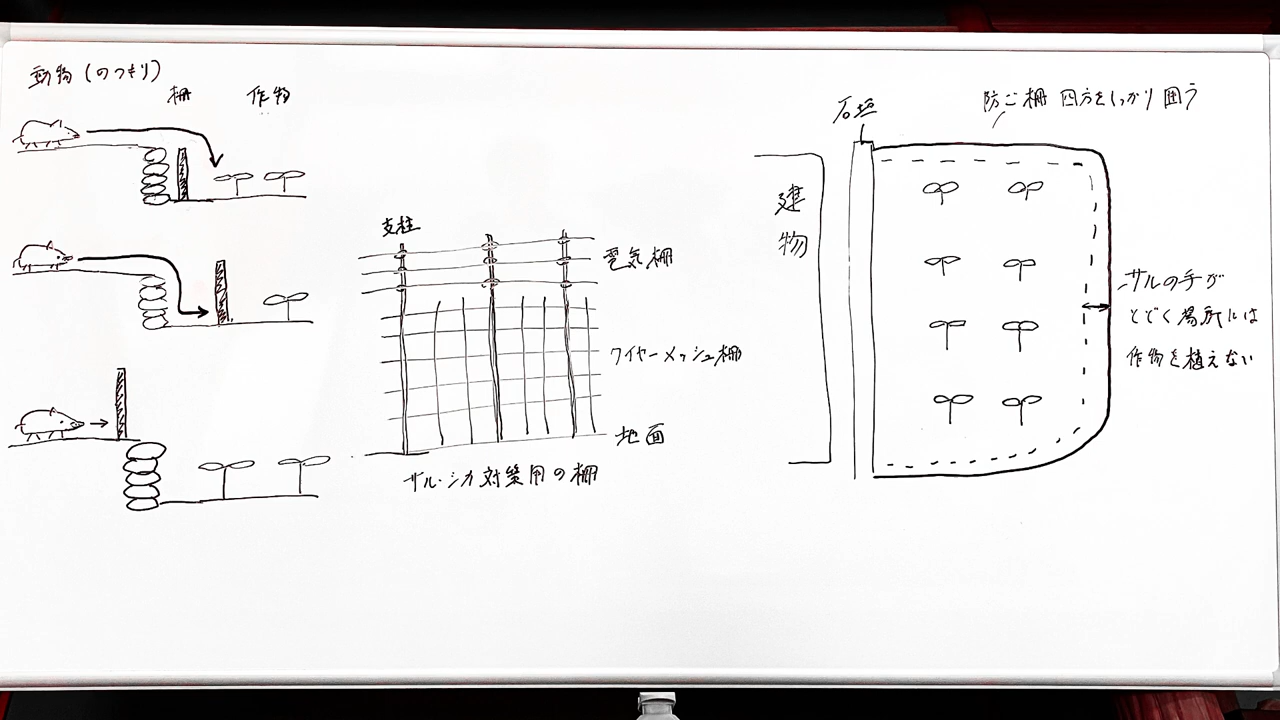 動物(のつもり)
柵
作物
支柱
電気柵
ワイヤーメッシュ柵
地面
サル・シカ対策用の柵
石垣
建物
防ご柵 四方をしっかり囲う
サルの手が
とどく場所には
作物を植えない